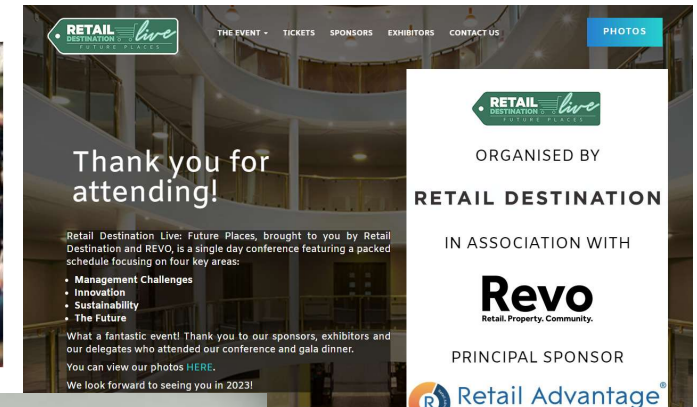 RETAIL live
DESTINATION
FUTURE PLACES
THE EVENT
TICKETS
SPONSORS
EXHIBITORS
CONTACT US
PHOTOS
Thank you for
attending!
Retail Destination Live: Future Places, brought to you by Retail
Destination and REVO, is a single day conference featuring a packed
schedule focusing on four key areas:
• Management Challenges
• Innovation
• Sustainability
• The Future
What a fantastic event! Thank you to our sponsors, exhibitors and
our delegates who attended our conference and gala dinner.
You can view our photos HERE.
We look forward to seeing you in 2023!
RETAIL live
DESTINATION
FUTURE PLACES
ORGANISED BY
RETAIL DESTINATION
IN ASSOCIATION WITH
Revo
Retail. Property. Community.
PRINCIPAL SPONSOR
R Retail Advantage®